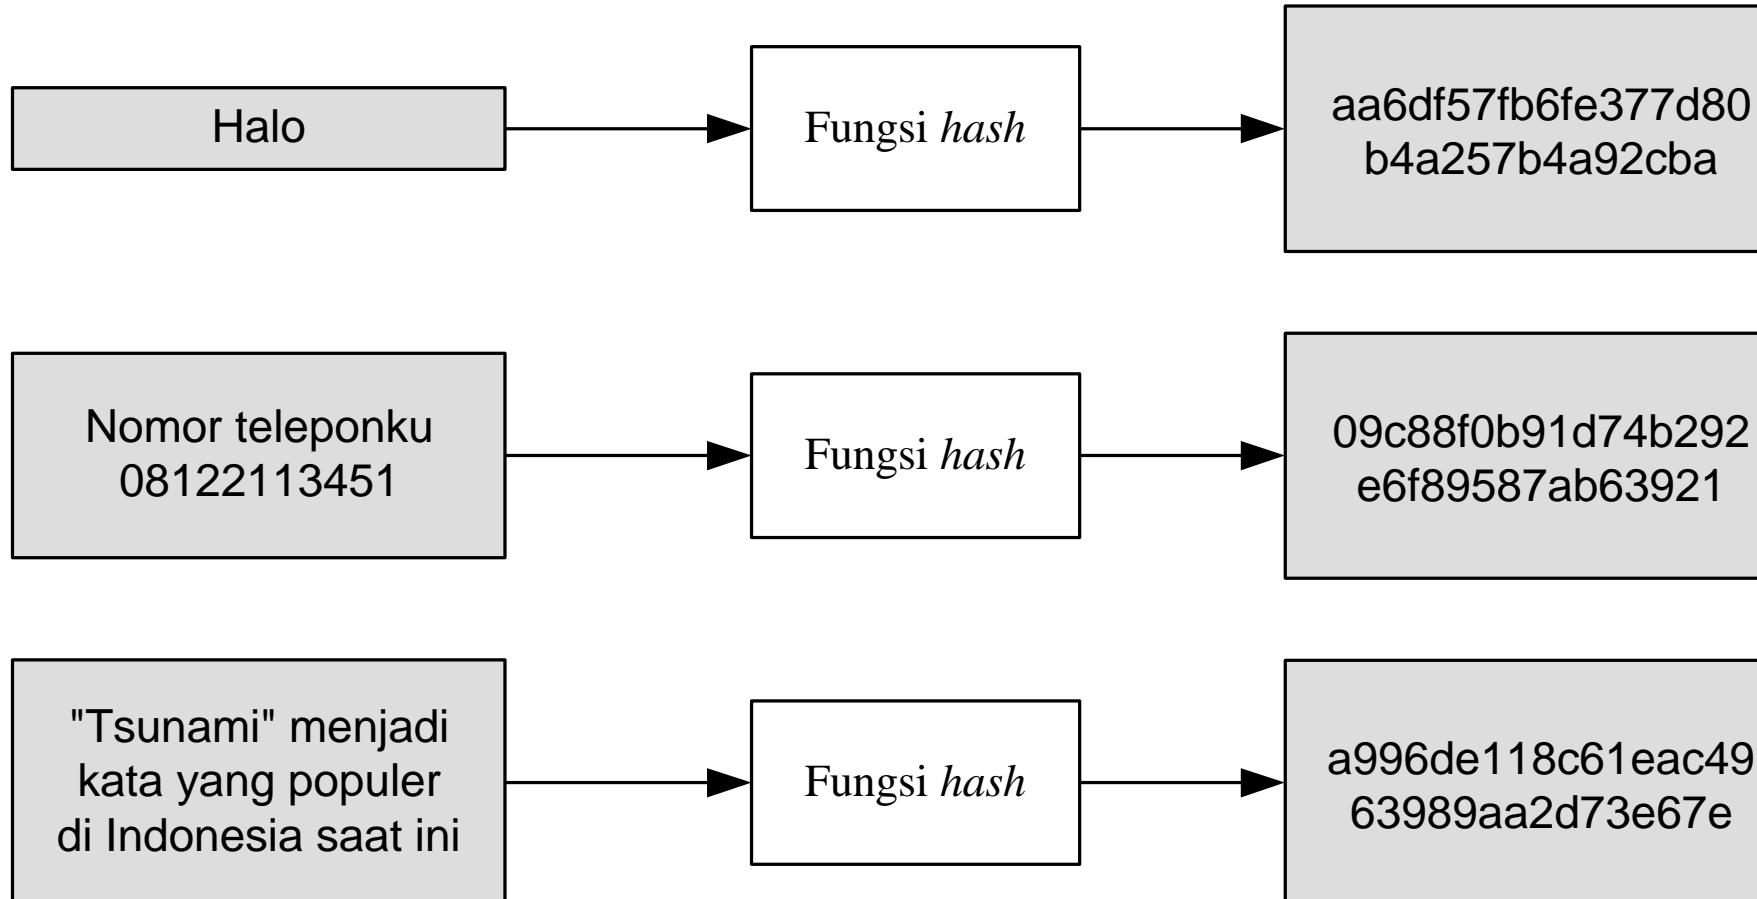 Halo
Fungsi hash
aa6df57fb6fe377d80
b4a257b4a92cba
Nomor teleponku
08122113451
Fungsi hash
09c88f0b91d74b292
e6f89587ab63921
"Tsunami" menjadi
kata yang populer
di Indonesia saat ini
Fungsi hash
a996de118c61eac49
63989aa2d73e67e